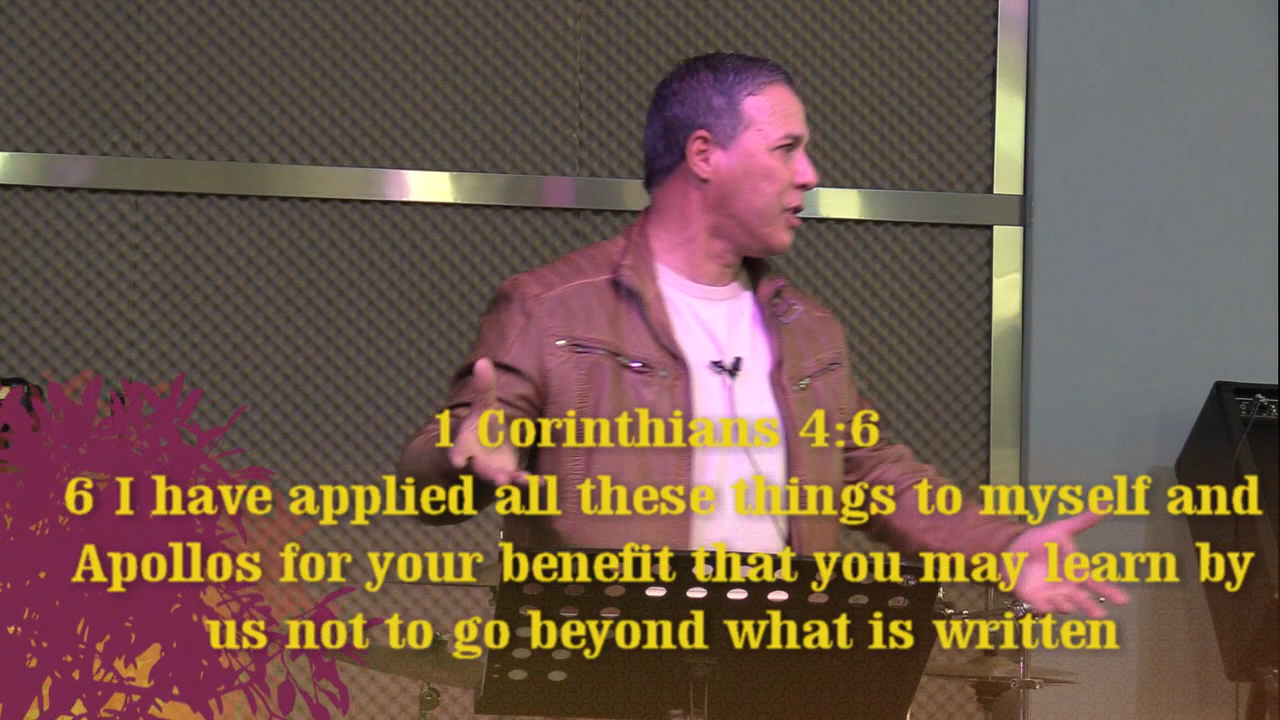 1 Corinthians 4:6
6 I have applied all these things to myself and
Apollos for your benefit that you may learn by
us not to go beyond what is written